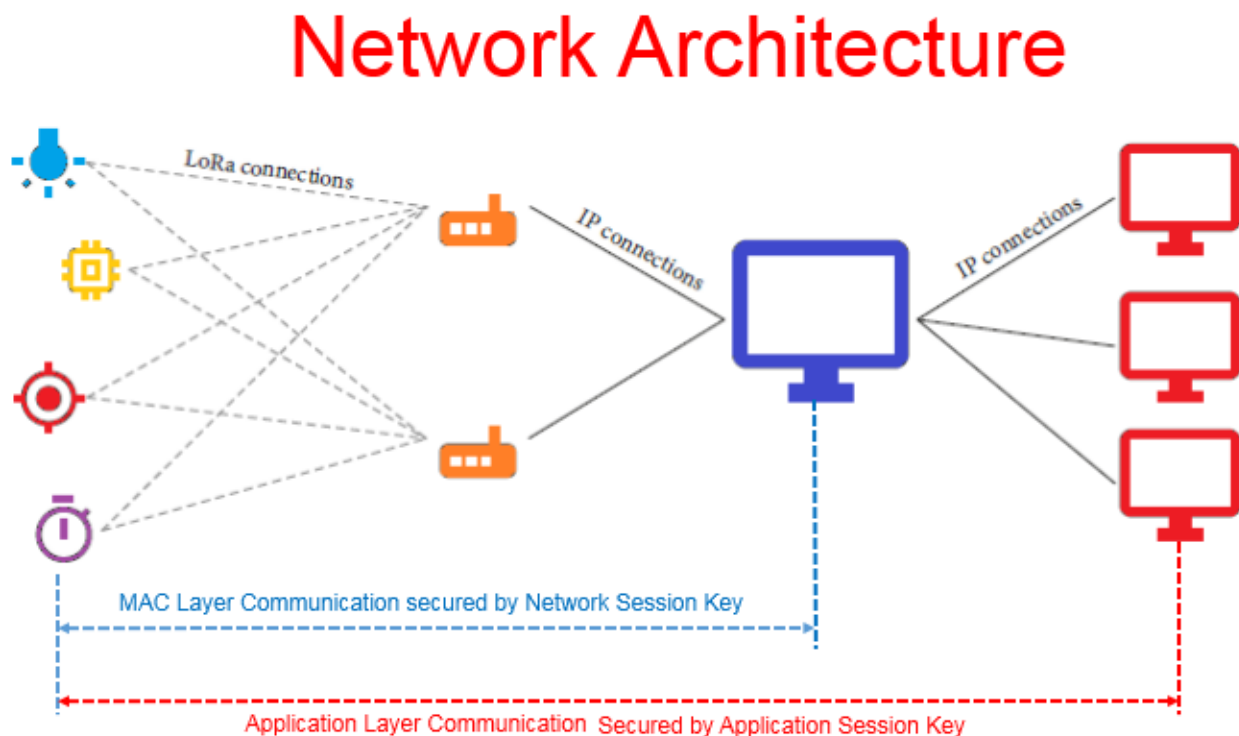 Network Architecture
LoRa connections
IP connections
IP connections
MAC Layer Communication secured by Network Session Key
Application Layer Communication Secured by Application Session Key